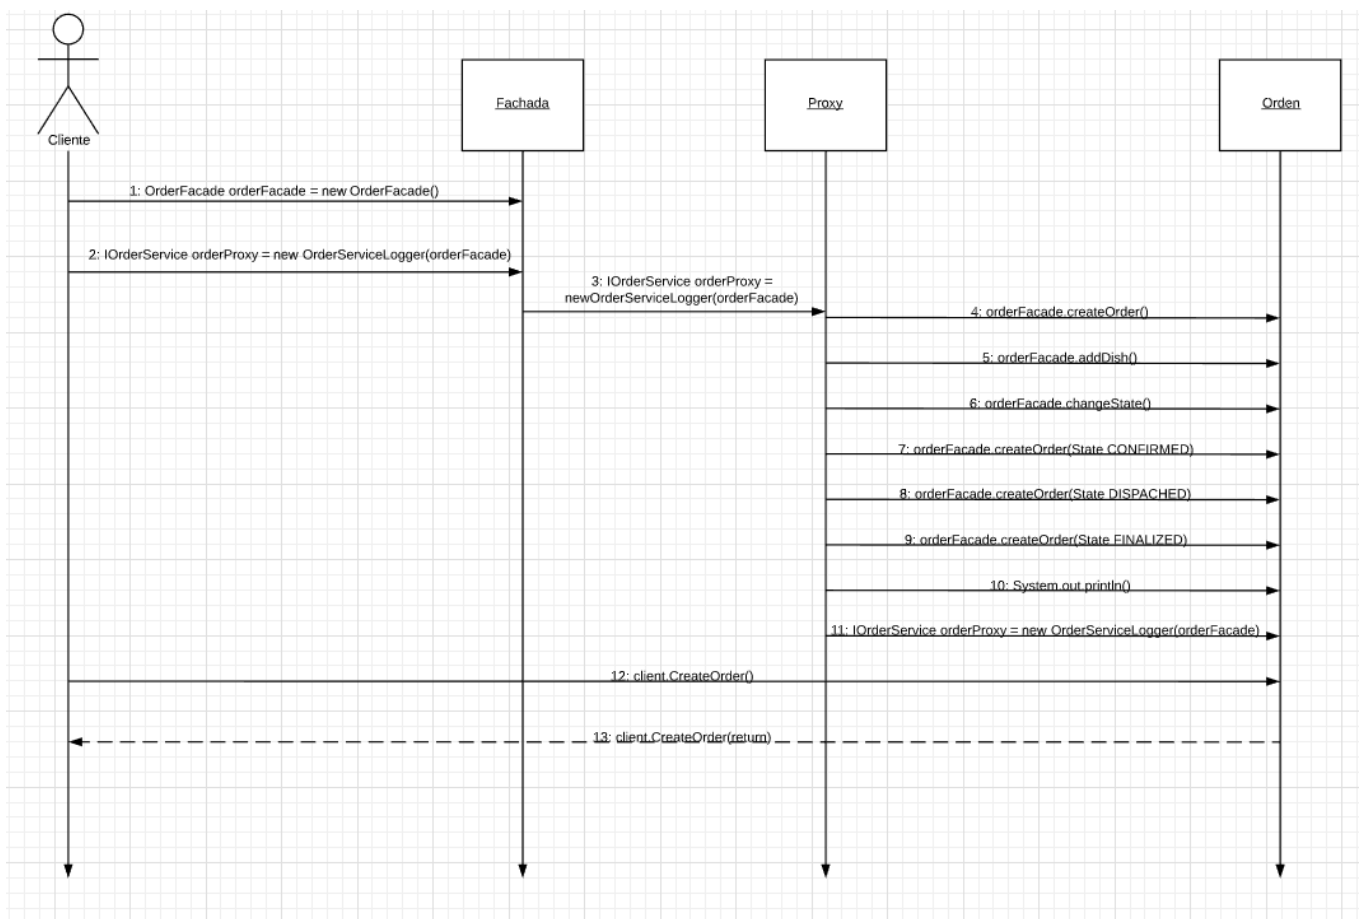 Cliente
Fachada
Proxy
Orden
1: OrderFacade orderFacade = new OrderFacade()
2: IOrderService orderProxy = new OrderServiceLogger(orderFacade)
3: IOrderService orderProxy =
newOrderServiceLogger(orderFacade)
4: orderFacade.createOrder()
5: orderFacade.addDish()
6: orderFacade.changeState()
7: orderFacade.createOrder(State CONFIRMED)
8: orderFacade.createOrder(State DISPACHED)
9: orderFacade.createOrder(State FINALIZED)
10: System.out.println()
11: IOrderService orderProxy = new OrderServiceLogger(orderFacade)
12: client.CreateOrder()
13: client.CreateOrder(return)